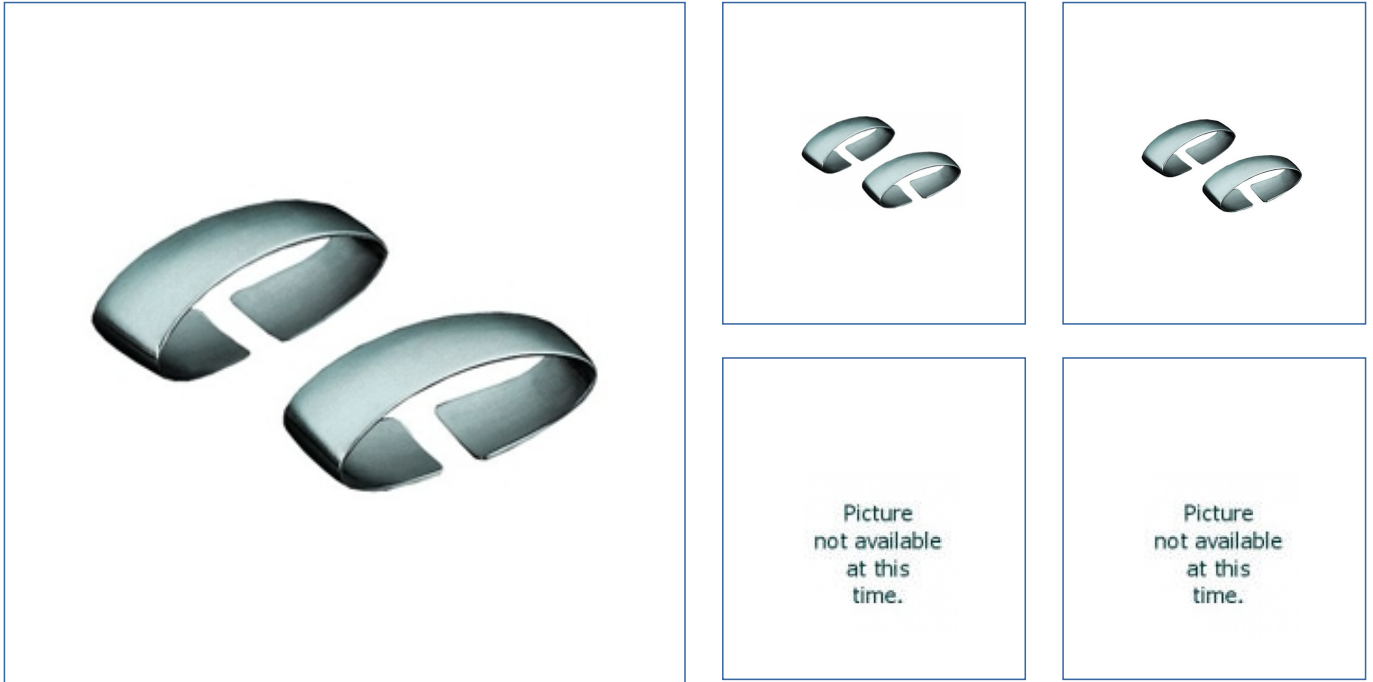 Picture
not available
at this
time.
Picture
not available
at this
time.